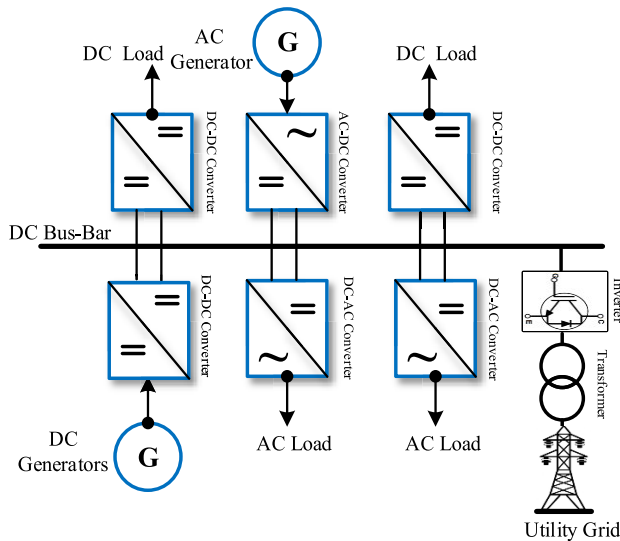 AC
DC Load
Generator
G
DC Load
DC-DC Converter
AC-DC Converter
DC-DC Converter
DC Bus-Bar
DC-DC Converter
DC-AC Converter
DC-AC Converter
G
E
C
Inverter
Transformer
DC
Generators
G
AC Load
AC Load
Utility Grid